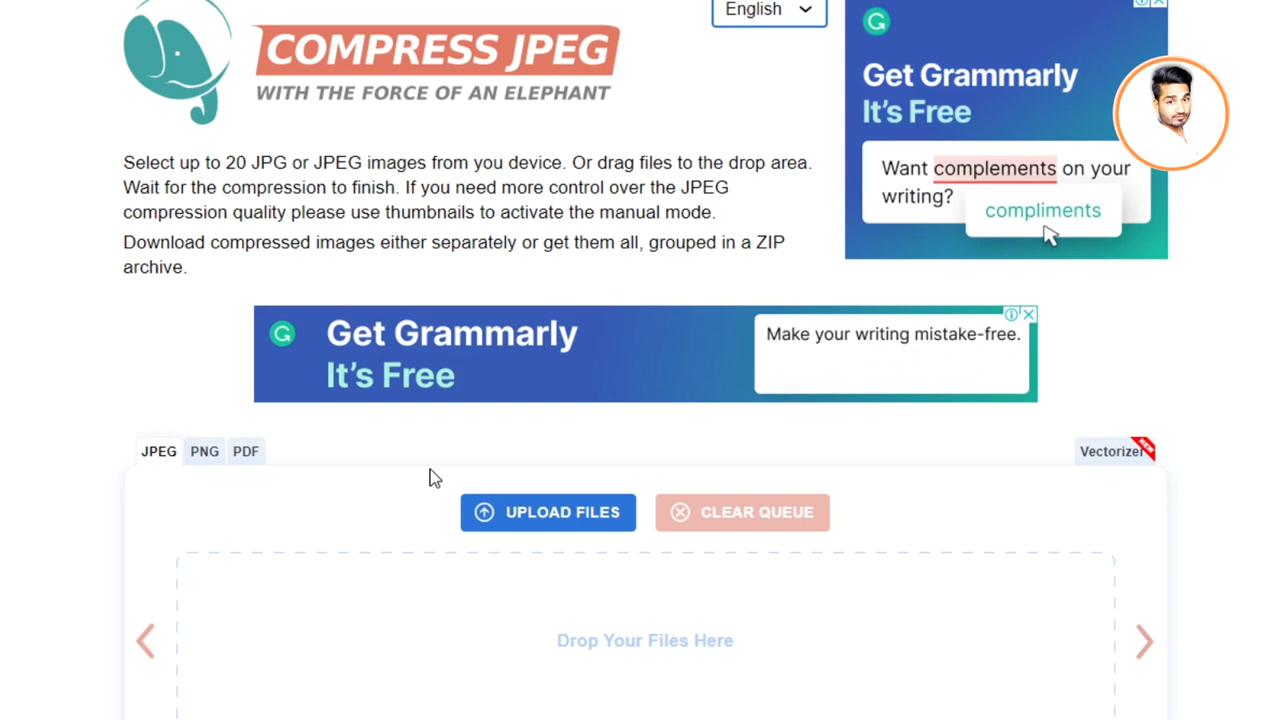 English
COMPRESS JPEG
WITH THE FORCE OF AN ELEPHANT
Get Grammarly
It's Free
Want complements on your
writing?
compliments
Select up to 20 JPG or JPEG images from you device. Or drag files to the drop area.
Wait for the compression to finish. If you need more control over the JPEG
compression quality please use thumbnails to activate the manual mode.
Download compressed images either separately or get them all, grouped in a ZIP
archive.
Get Grammarly
It's Free
Make your writing mistake-free.
JPEG PNG PDF
Vectorizer NEW
UPLOAD FILES CLEAR QUEUE
Drop Your Files Here